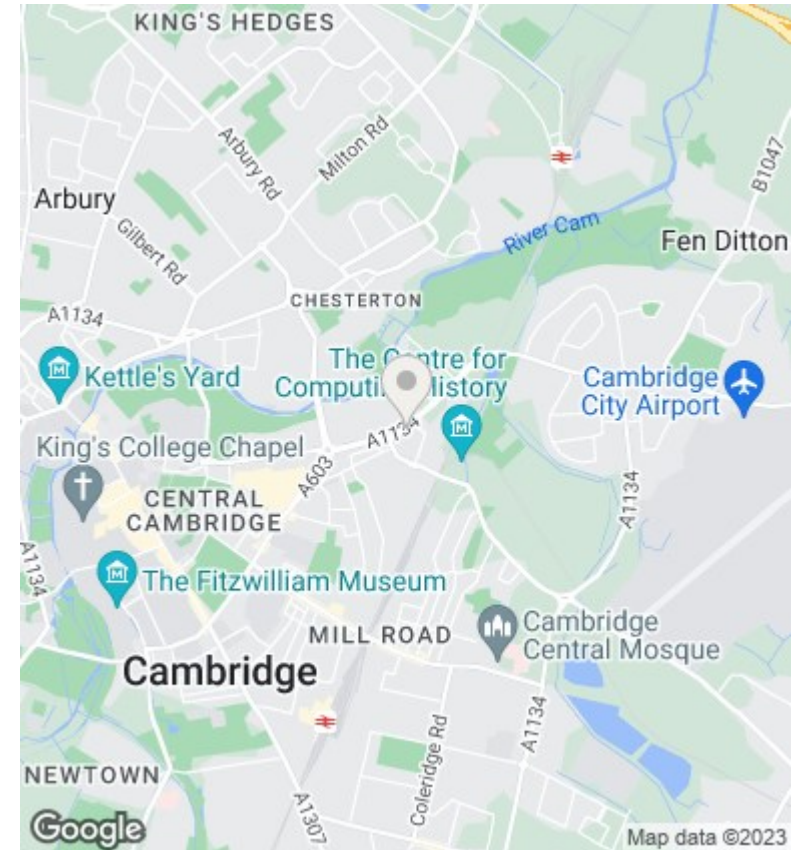 KING'S HEDGES
Arbury Rd
Milton Rd
B1047
Arbury
Gilbert Rd
River Cam
Fen Ditton
CHESTERTON
A1134
Kettle's Yard
The Centre for
Computing History
Cambridge
City Airport
A1134
King's College Chapel
A603
CENTRAL
CAMBRIDGE
A1134
A1134
The Fitzwilliam Museum
MILL ROAD
Cambridge
Central Mosque
Cambridge
Coleridge Rd
A1134
NEWTOWN
A1307
Google
Map data ©2023